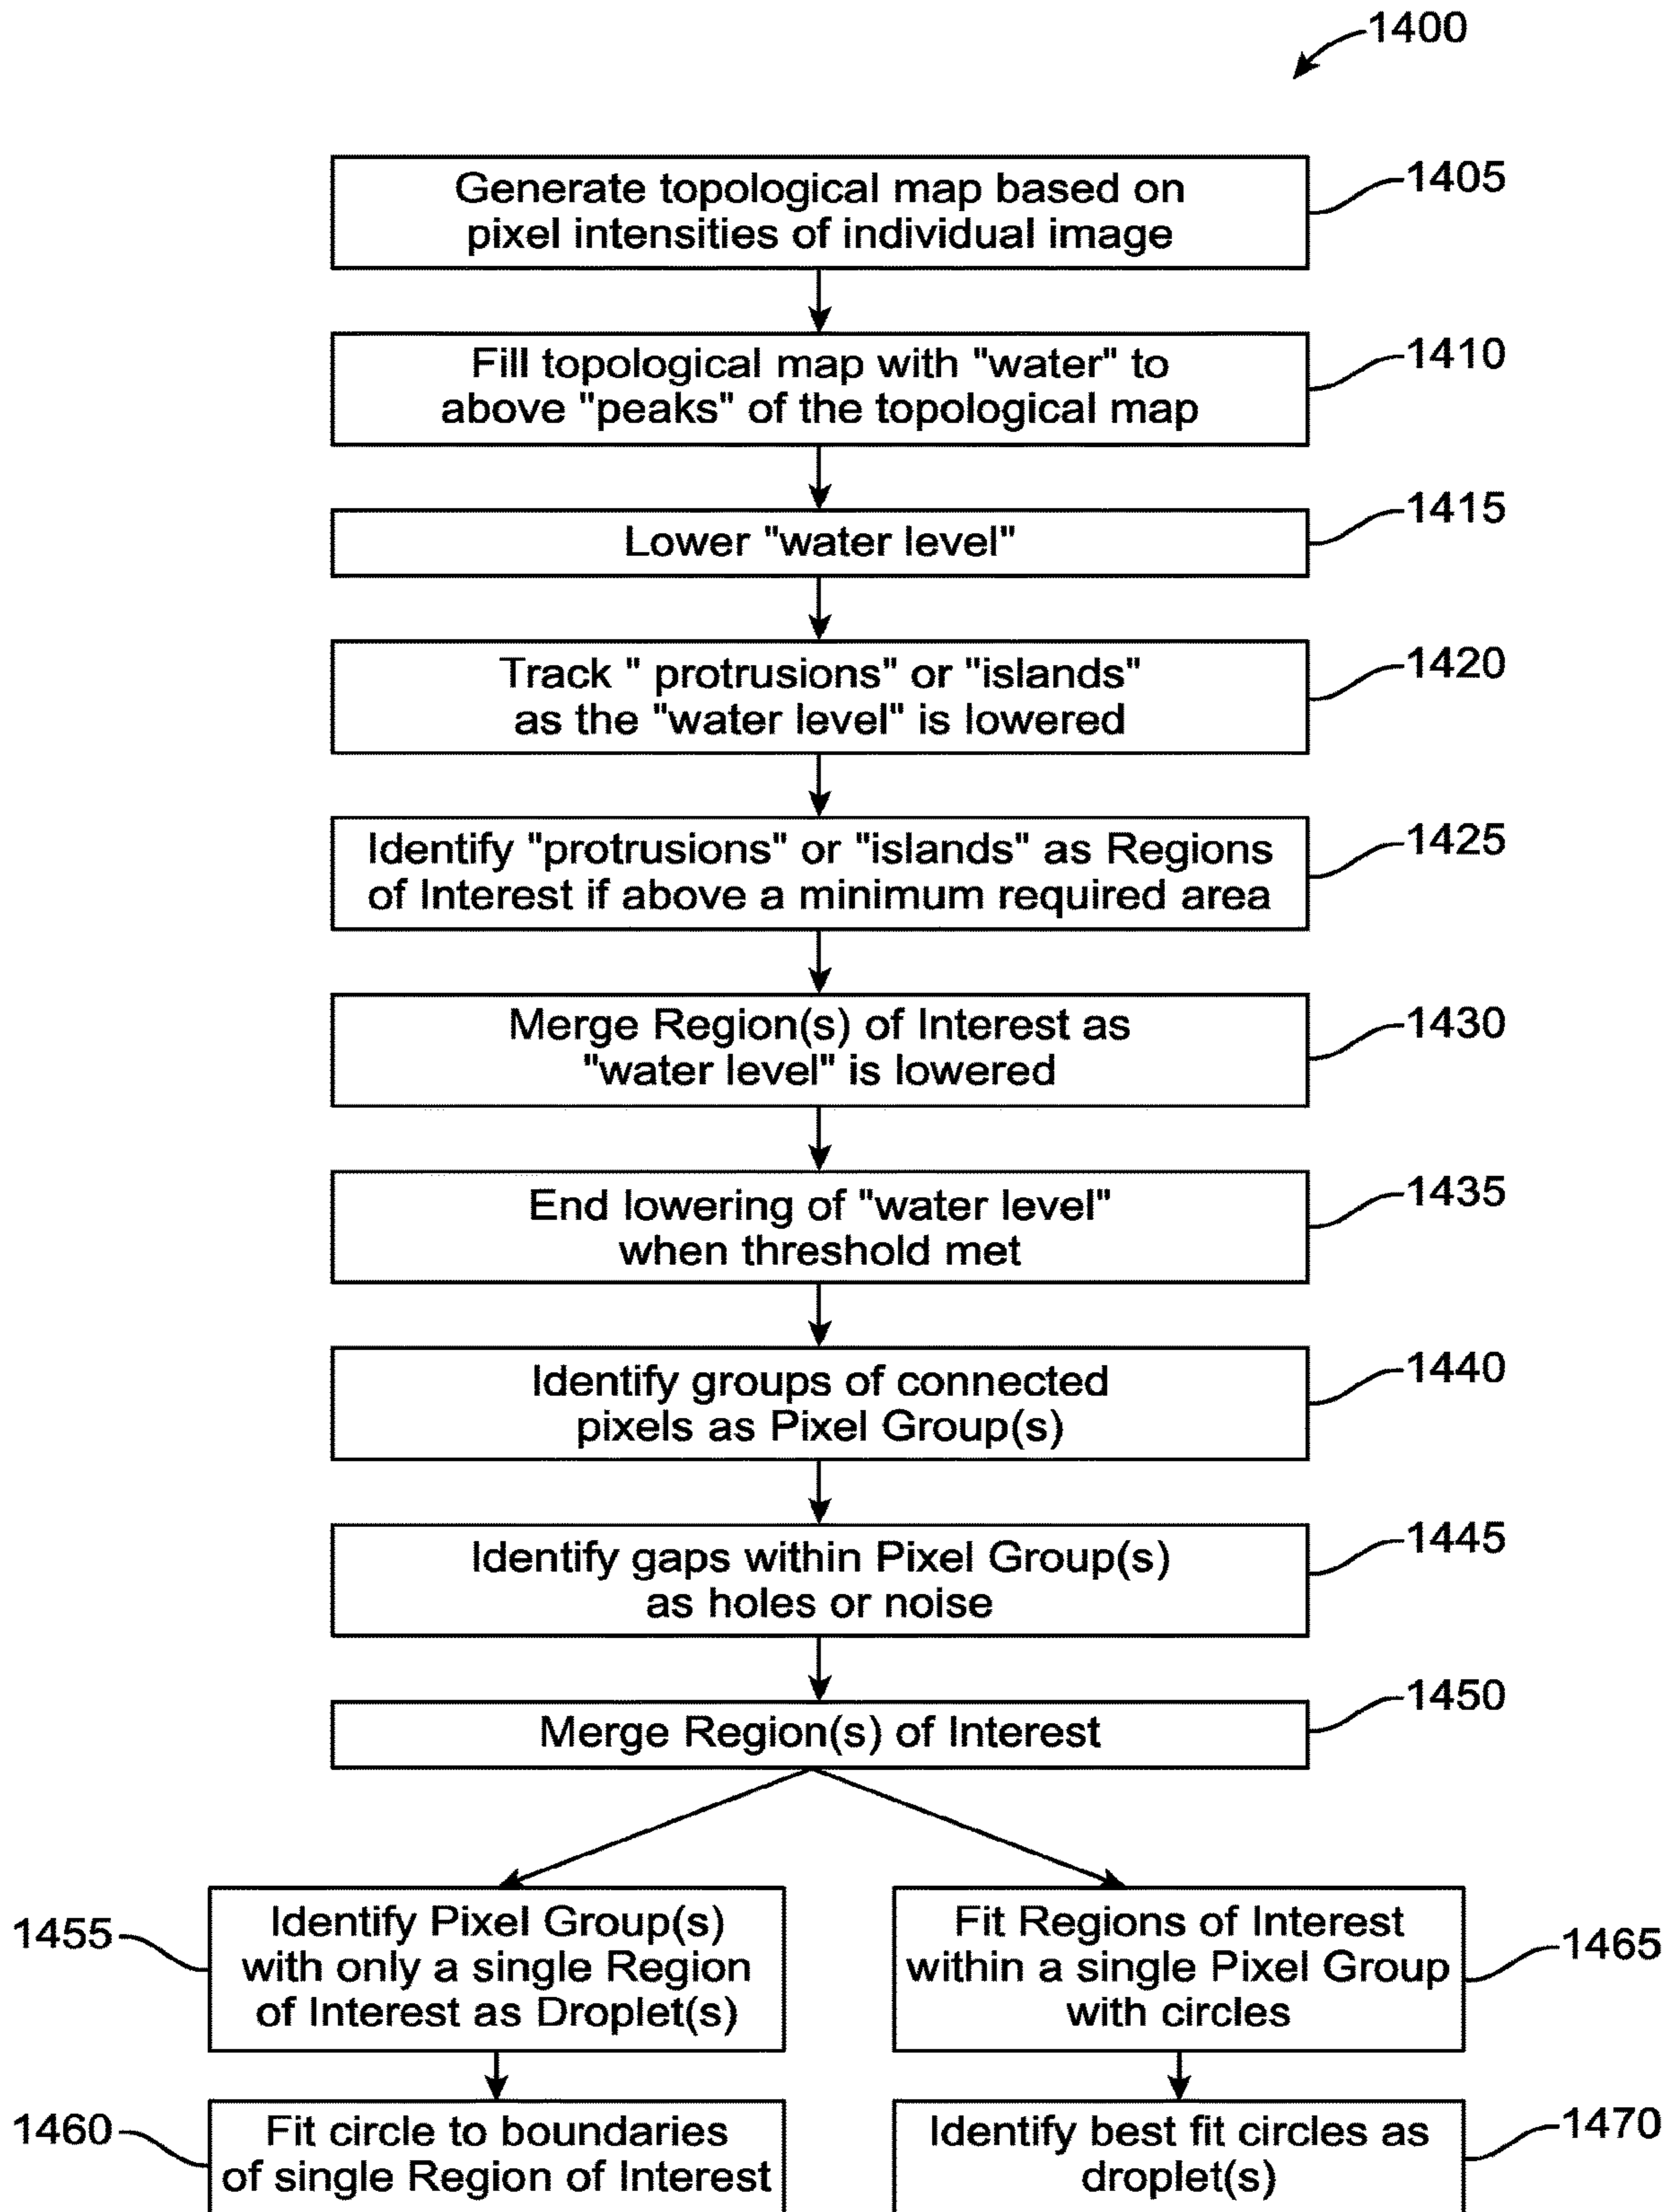 1400
Generate topological map based on
pixel intensities of individual image
1405
Fill topological map with "water" to
above "peaks" of the topological map
1410
Lower "water level"
1415
Track " protrusions" or "islands"
as the "water level" is lowered
1420
Identify "protrusions" or "islands" as Regions
of Interest if above a minimum required area
1425
Merge Region(s) of Interest as
"water level" is lowered
1430
End lowering of "water level"
when threshold met
1435
Identify groups of connected
pixels as Pixel Group(s)
1440
Identify gaps within Pixel Group(s)
as holes or noise
1445
Merge Region(s) of Interest
1450
1455
Identify Pixel Group(s)
with only a single Region
of Interest as Droplet(s)
Fit Regions of Interest
within a single Pixel Group
with circles
1465
1460
Fit circle to boundaries
of single Region of Interest
Identify best fit circles as
droplet(s)
1470